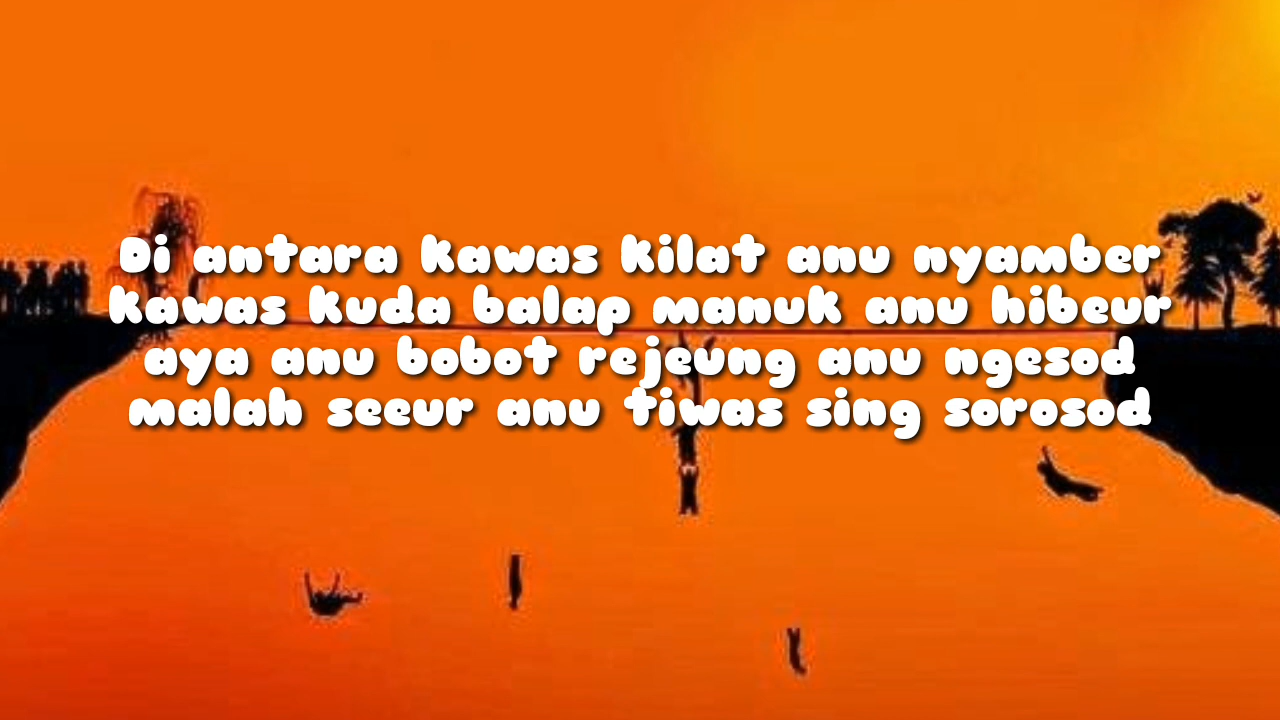 Di antara kawas kilat anu nyamber
kawas kuda balap manuk anu hibeur
aya anu bobot rejeung anu ngesod
malah seeur anu tiwas sing sorosod